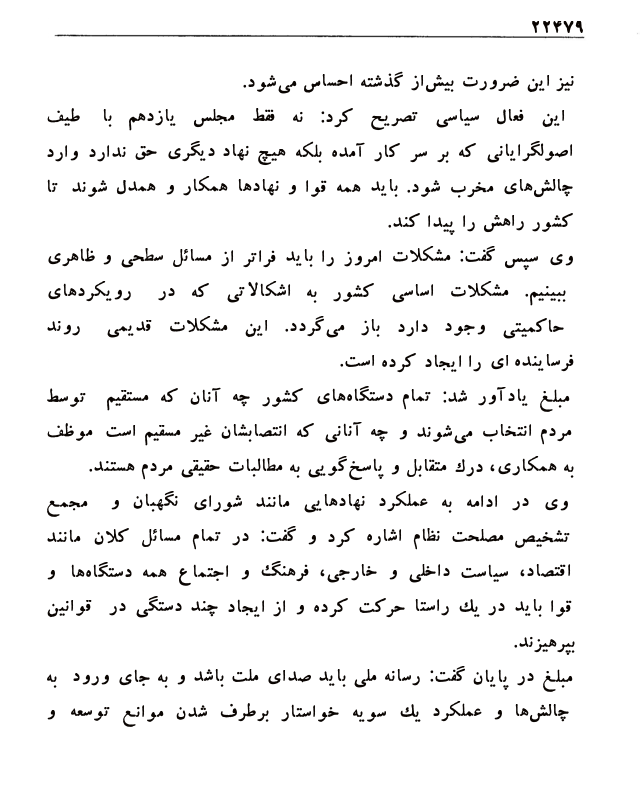 ۲۲۴۷۹
نیز این ضرورت بیش‌از گذشته احساس می‌شود.
این فعال سیاسی تصریح کرد: نه فقط مجلس یازدهم با طیف
اصولگرایانی که بر سر کار آمده بلکه هیچ نهاد دیگری حق ندارد وارد
چالش‌های مخرب شود. باید همه قوا و نهادها همکار و همدل شوند تا
کشور راهش را پیدا کند.
وی سپس گفت: مشکلات امروز را باید فراتر از مسائل سطحی و ظاهری
ببینیم. مشکلات اساسی کشور به اشکالاتی که در رویکردهای
حاکمیتی وجود دارد باز می‌گردد. این مشکلات قدیمی روند
فرساینده ای را ایجاد کرده است.
مبلغ یادآور شد: تمام دستگاه‌های کشور چه آنان که مستقیم توسط
مردم انتخاب می‌شوند و چه آنانی که انتصابشان غیر مسقیم است موظف
به همکاری، درك متقابل و پاسخ‌گویی به مطالبات حقیقی مردم هستند.
وی در ادامه به عملکرد نهادهایی مانند شورای نگهبان و مجمع
تشخیص مصلحت نظام اشاره کرد و گفت: در تمام مسائل کلان مانند
اقتصاد، سیاست داخلی و خارجی، فرهنگ و اجتماع همه دستگاه‌ها و
قوا باید در یك راستا حرکت کرده و از ایجاد چند دستگی در قوانین
بپرهیزند.
مبلغ در پایان گفت: رسانه ملی باید صدای ملت باشد و به جای ورود به
چالش‌ها و عملکرد یك سویه خواستار برطرف شدن موانع توسعه و